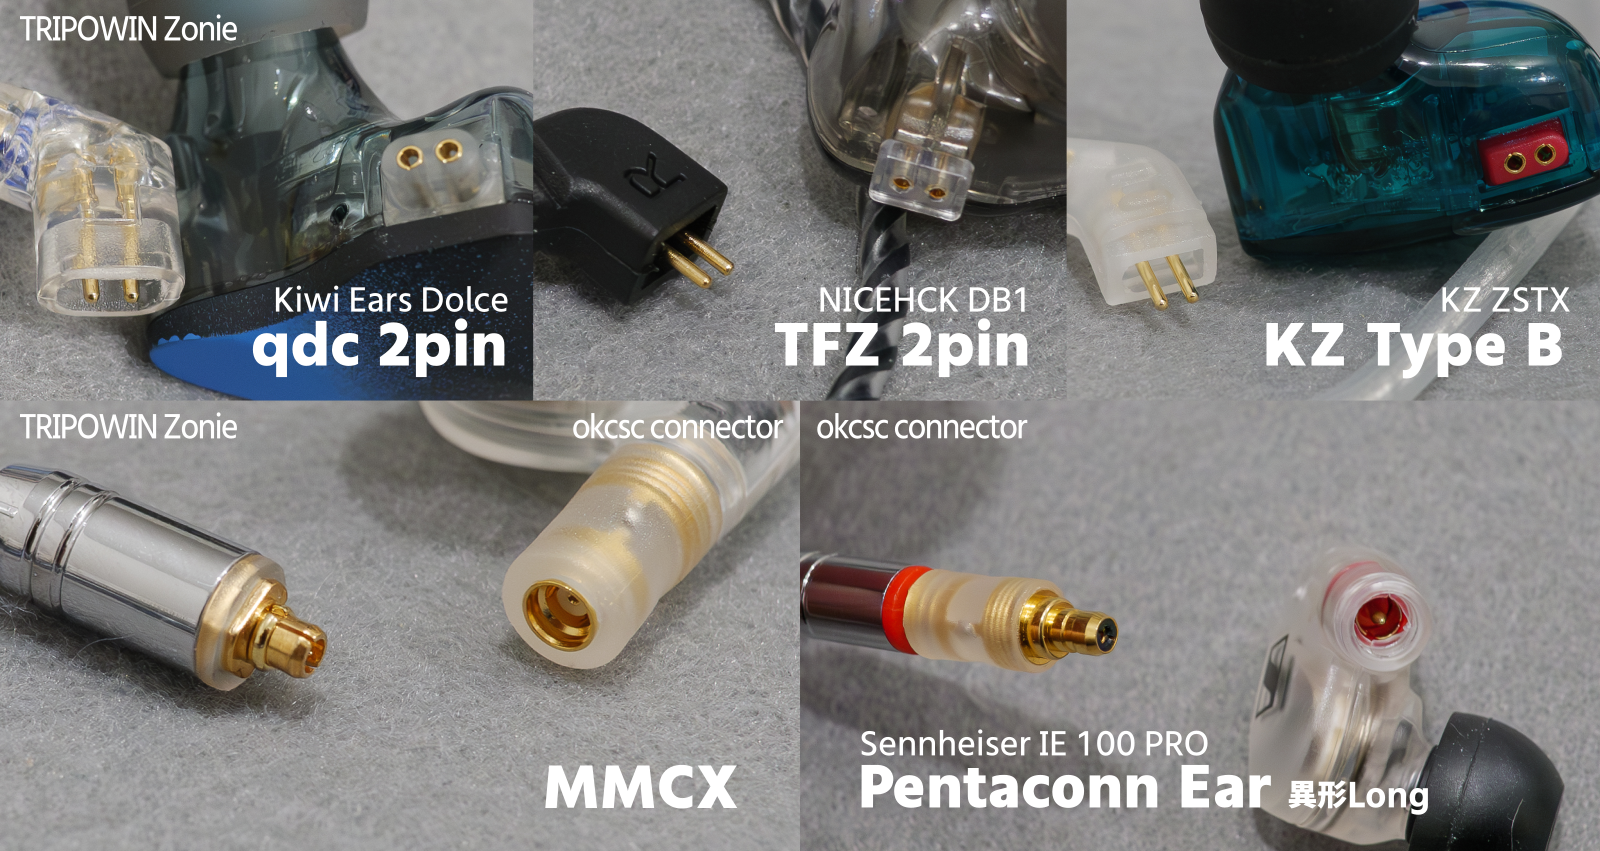 TRIPOWIN Zonie
Kiwi Ears Dolce
qdc 2pin
R
NICEHCK DB1
TFZ 2pin
KZ ZSTX
KZ Type B
TRIPOWIN Zonie
okcsc connector
MMCX
okcsc connector
Sennheiser IE 100 PRO
Pentaconn Ear 異形Long